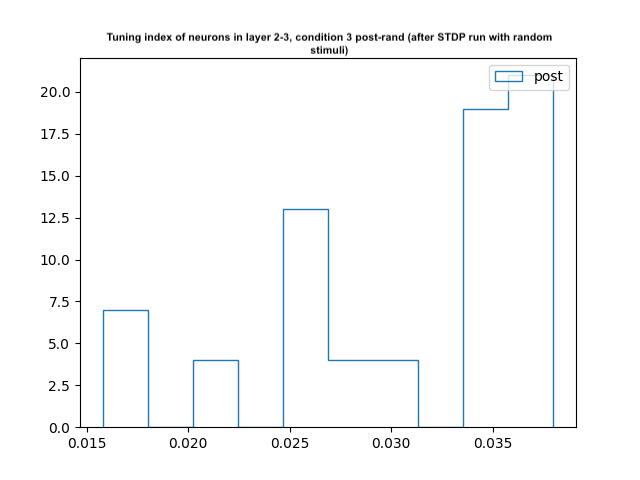 Tuning index of neurons in layer 2-3, condition 3 post-rand (after STDP run with random
stimuli)
post
20.0
17.5
15.0
12.5
10.0
7.5
5.0
2.5
0.0
0.015 0.020 0.025 0.030 0.035